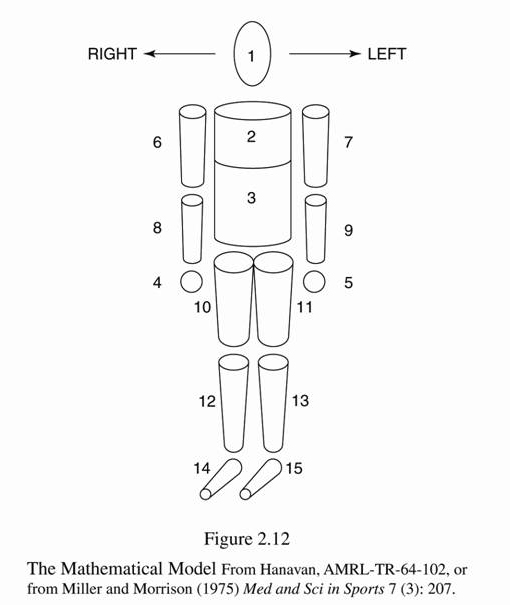 1
RIGHT LEFT
2
6 7
3
8 9
4 5
10 11
12 13
14 15
Figure 2.12
The Mathematical Model From Hanavan, AMRL-TR-64-102, or
from Miller and Morrison (1975) Med and Sci in Sports 7 (3): 207.